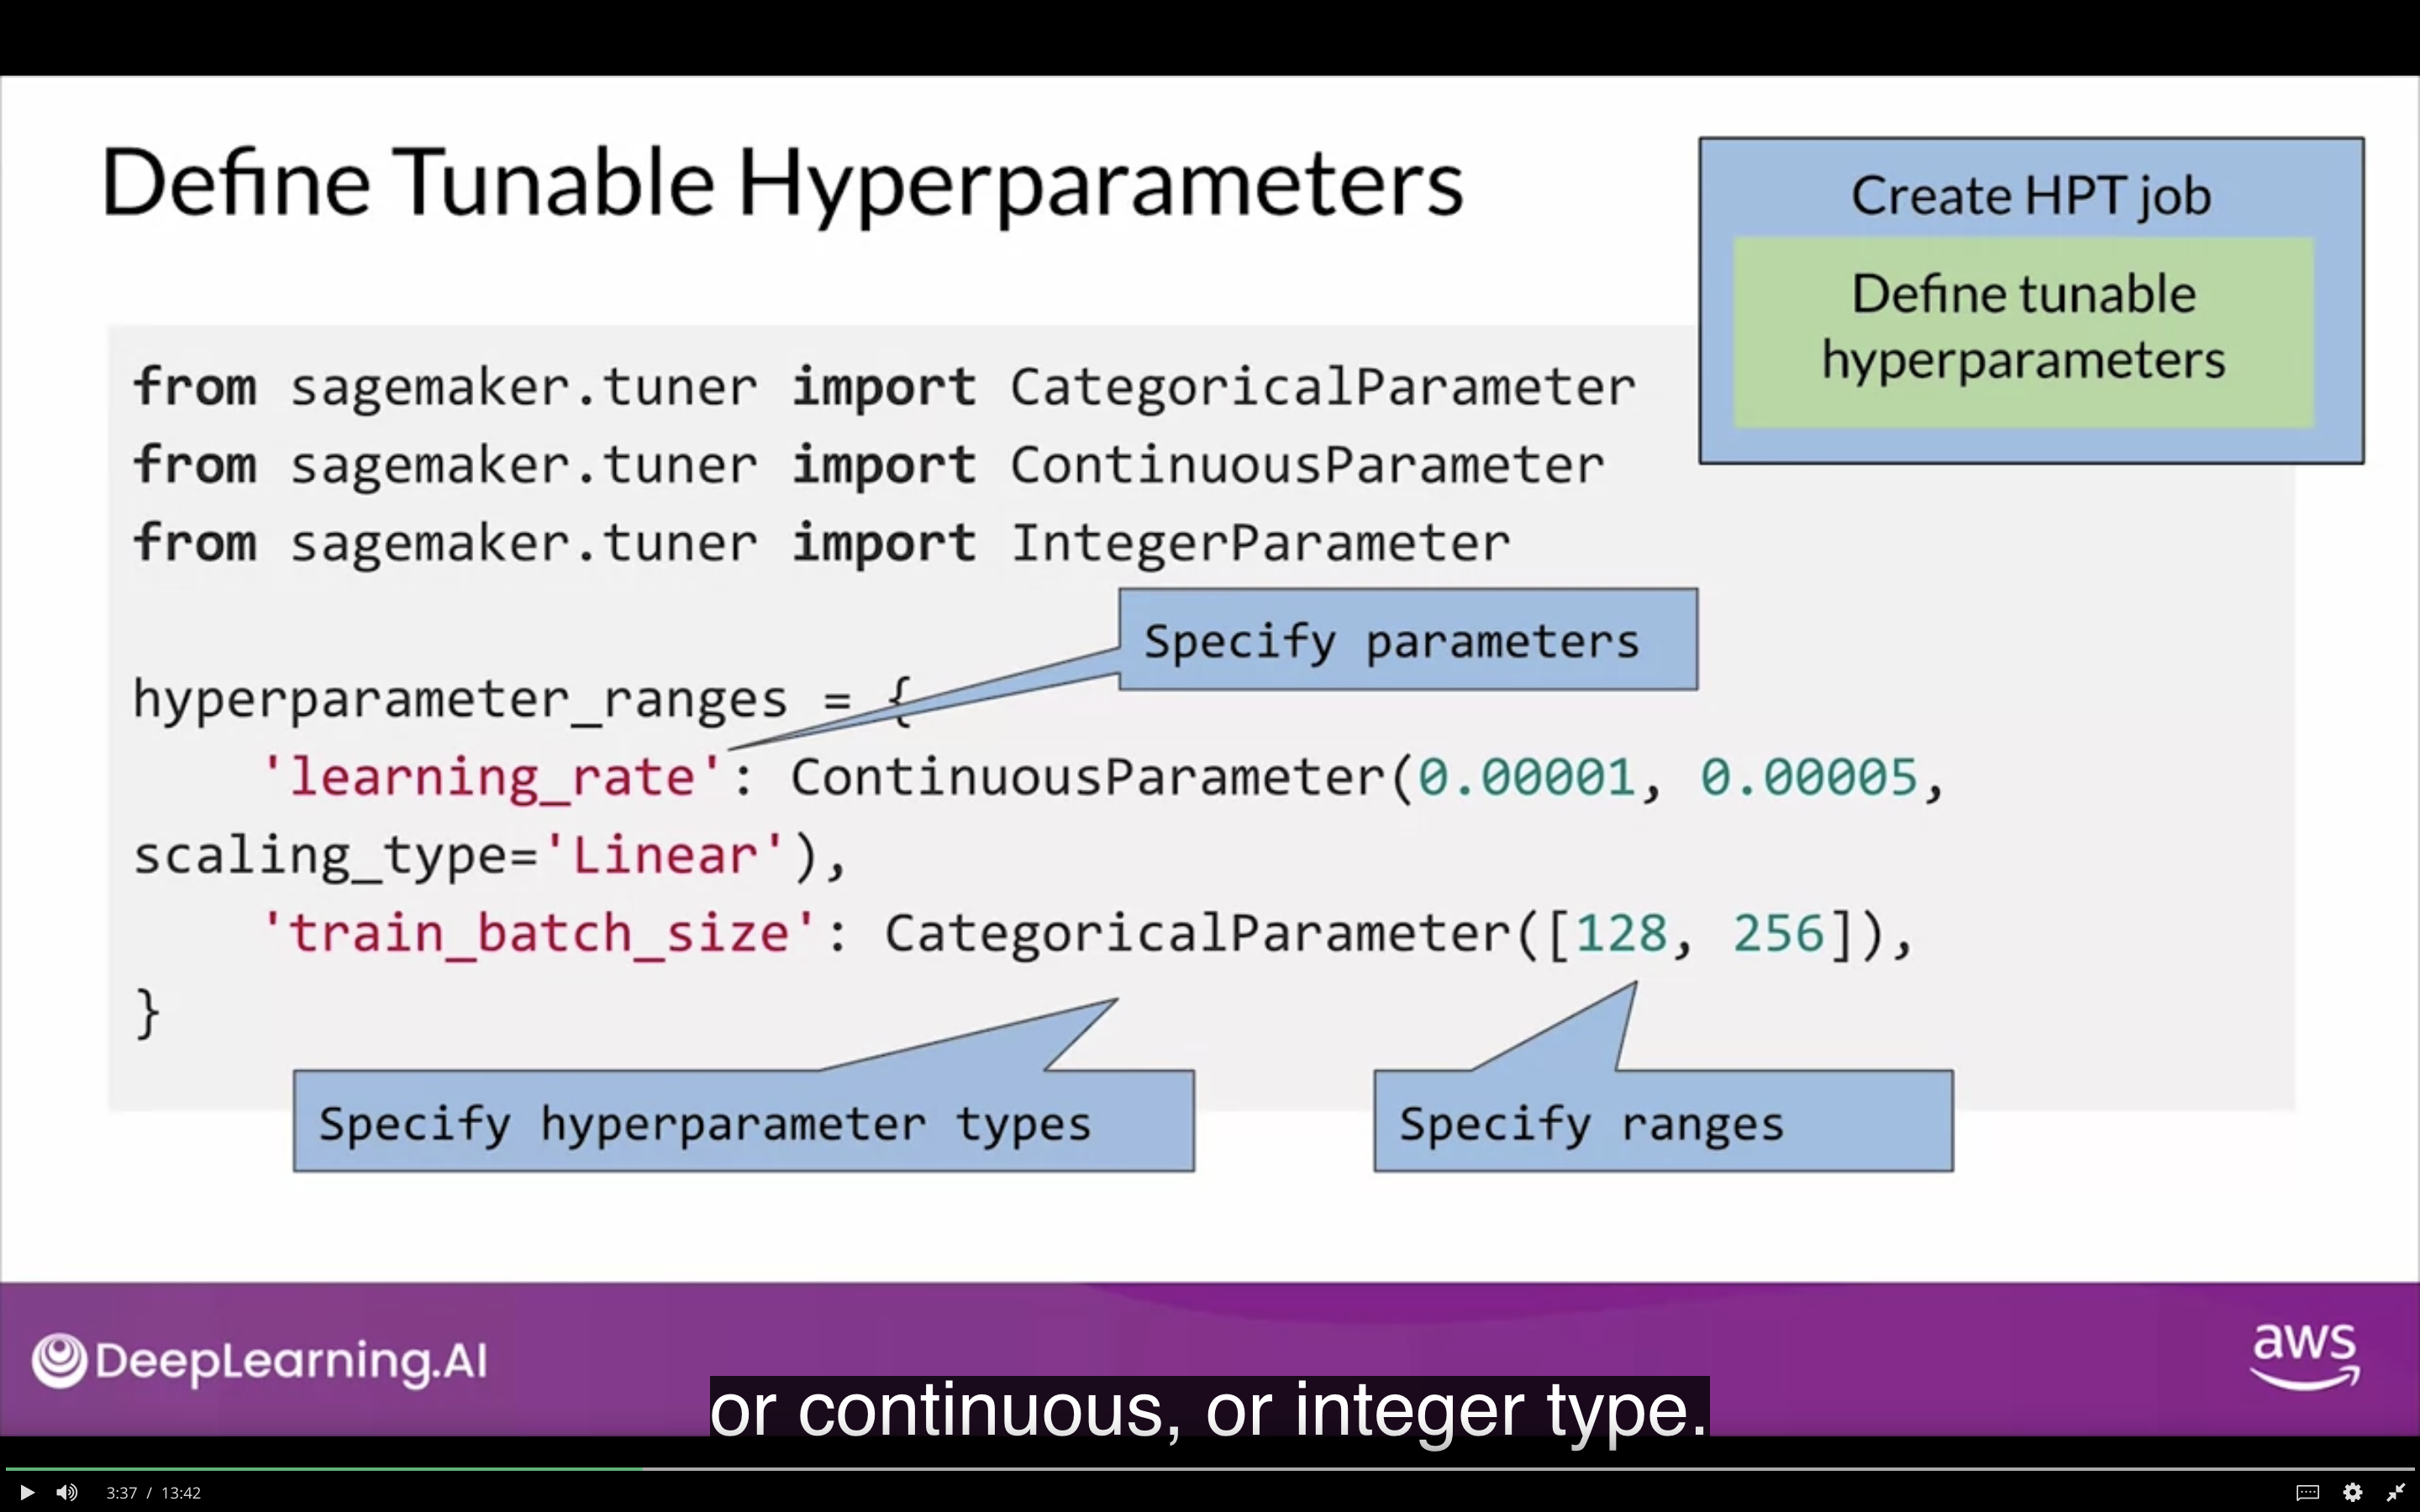 Define Tunable Hyperparameters
Create HPT job
Define tunable
hyperparameters
from sagemaker.tuner import CategoricalParameter
from sagemaker.tuner import ContinuousParameter
from sagemaker.tuner import IntegerParameter
Specify parameters
hyperparameter_ranges = {
'learning_rate': ContinuousParameter(0.00001, 0.00005,
scaling_type='Linear'),
'train_batch_size': CategoricalParameter([128, 256]),
}
Specify hyperparameter types
Specify ranges
DeepLearning.AI
aws
or continuous, or integer type.
3:37 / 13:42